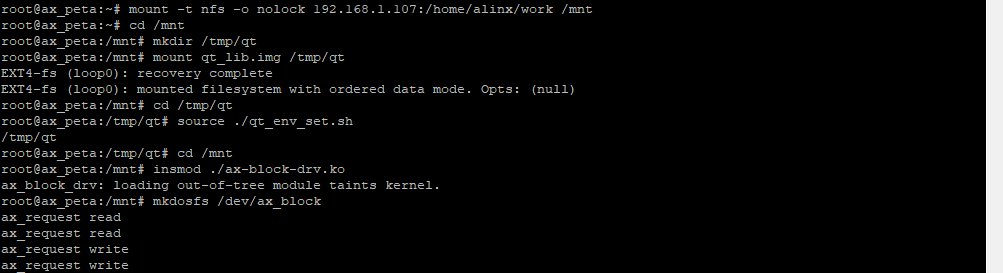 root@ax_peta:~# mount -t nfs -o nolock 192.168.1.107:/home/alinx/work /mnt
root@ax_peta:~# cd /mnt
root@ax_peta:/mnt# mkdir /tmp/qt
root@ax_peta:/mnt# mount qt_lib.img /tmp/qt
EXT4-fs (loop0): recovery complete
EXT4-fs (loop0): mounted filesystem with ordered data mode. Opts: (null)
root@ax_peta:/mnt# cd /tmp/qt
root@ax_peta:/tmp/qt# source ./qt_env_set.sh
/tmp/qt
root@ax_peta:/tmp/qt# cd /mnt
root@ax_peta:/mnt# insmod ./ax-block-drv.ko
ax_block_drv: loading out-of-tree module taints kernel.
root@ax_peta:/mnt# mkdosfs /dev/ax_block
ax_request read
ax_request read
ax_request write
ax_request write